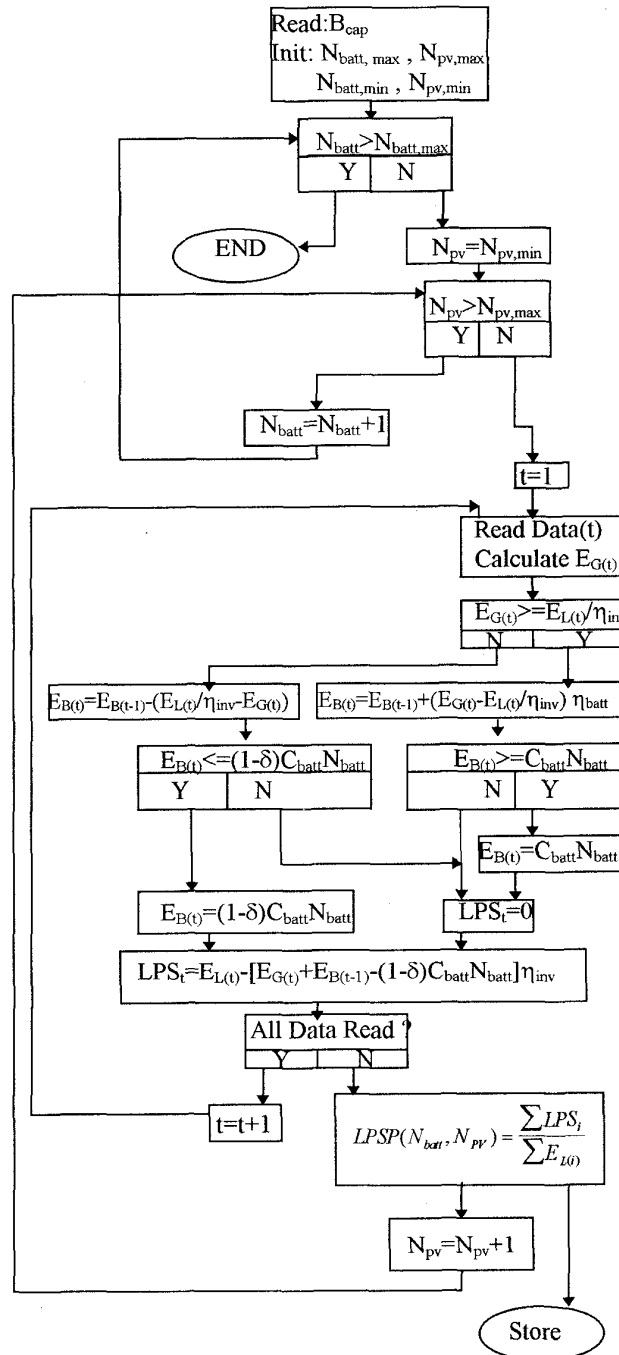 Read:B_cap
Init: N_batt, max , N_pv,max
N_batt,min , N_pv,min
N_batt>N_batt,max
Y N
END
N_pv=N_pv,min
N_pv>N_pv,max
Y N
N_batt=N_batt+1
t=1
Read Data(t)
Calculate E_G(t)
E_G(t)>=E_L(t)/η_in
N Y
E_B(t)=E_B(t-1)-(E_L(t)/η_inv-E_G(t))
E_B(t)=E_B(t-1)+(E_G(t)-E_L(t)/η_inv) η_batt
E_B(t)<=(1-δ)C_batt N_batt
Y N
E_B(t)>=C_batt N_batt
N Y
E_B(t)=C_batt N_batt
E_B(t)=(1-δ)C_batt N_batt
LPS_t=0
LPS_t=E_L(t)-[E_G(t)+E_B(t-1)-(1-δ)C_batt N_batt]η_inv
All Data Read ?
Y N
t=t+1
LPSP(N_batt, N_PV) = ∑LPS_i / ∑E_L(i)
N_pv=N_pv+1
Store